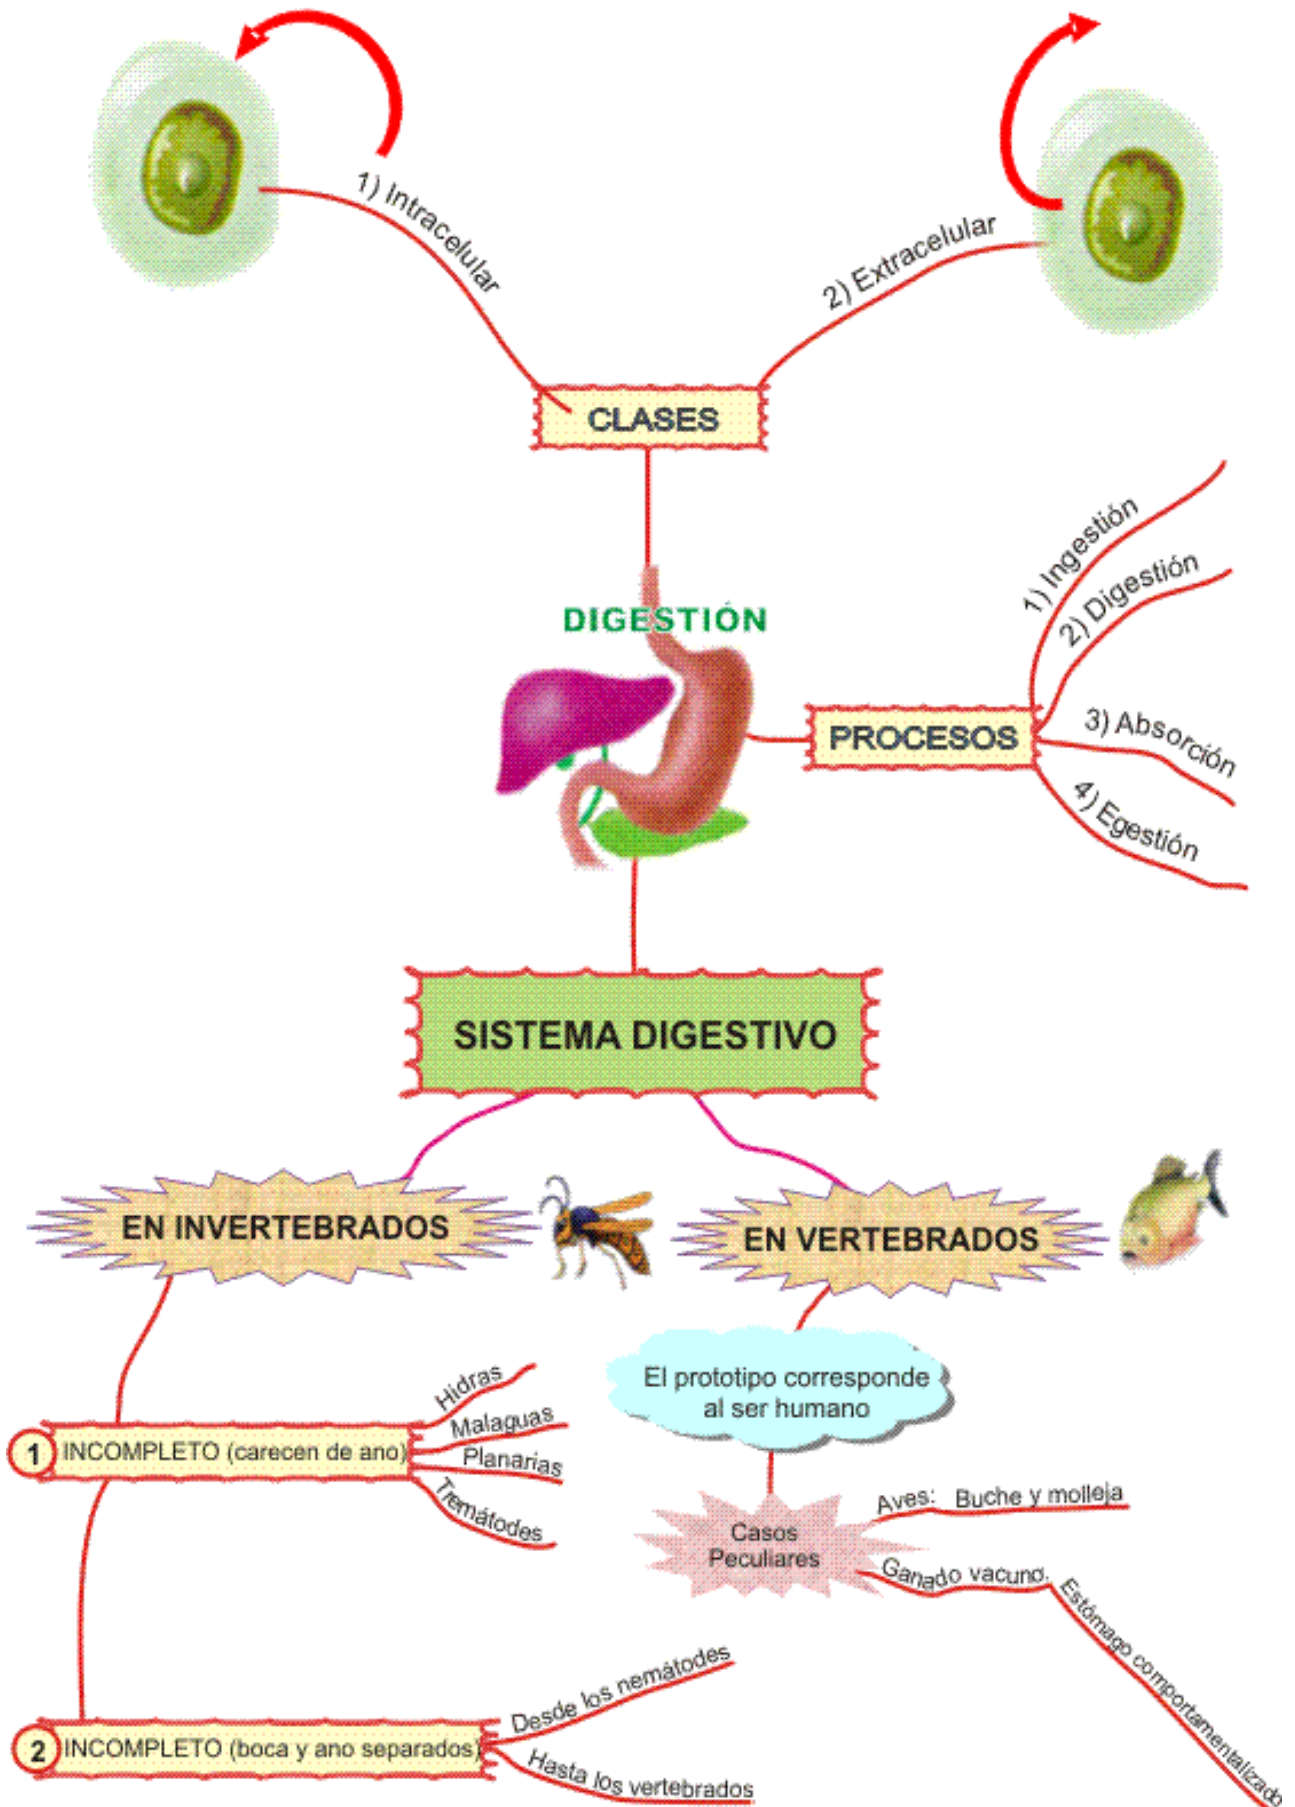 1) Intracelular
2) Extracelular
CLASES
DIGESTIÓN
PROCESOS
1) Ingestión
2) Digestión
3) Absorción
4) Egestión
SISTEMA DIGESTIVO
EN INVERTEBRADOS
EN VERTEBRADOS
1
INCOMPLETO (carecen de ano)
Hidras
Malaguas
Planarias
Tremátodes
2
INCOMPLETO (boca y ano separados)
Desde los nemátodes
Hasta los vertebrados
El prototipo corresponde
al ser humano
Casos
Peculiares
Aves: Buche y molleja
Ganado vacuno.
Estómago comportamentalizado